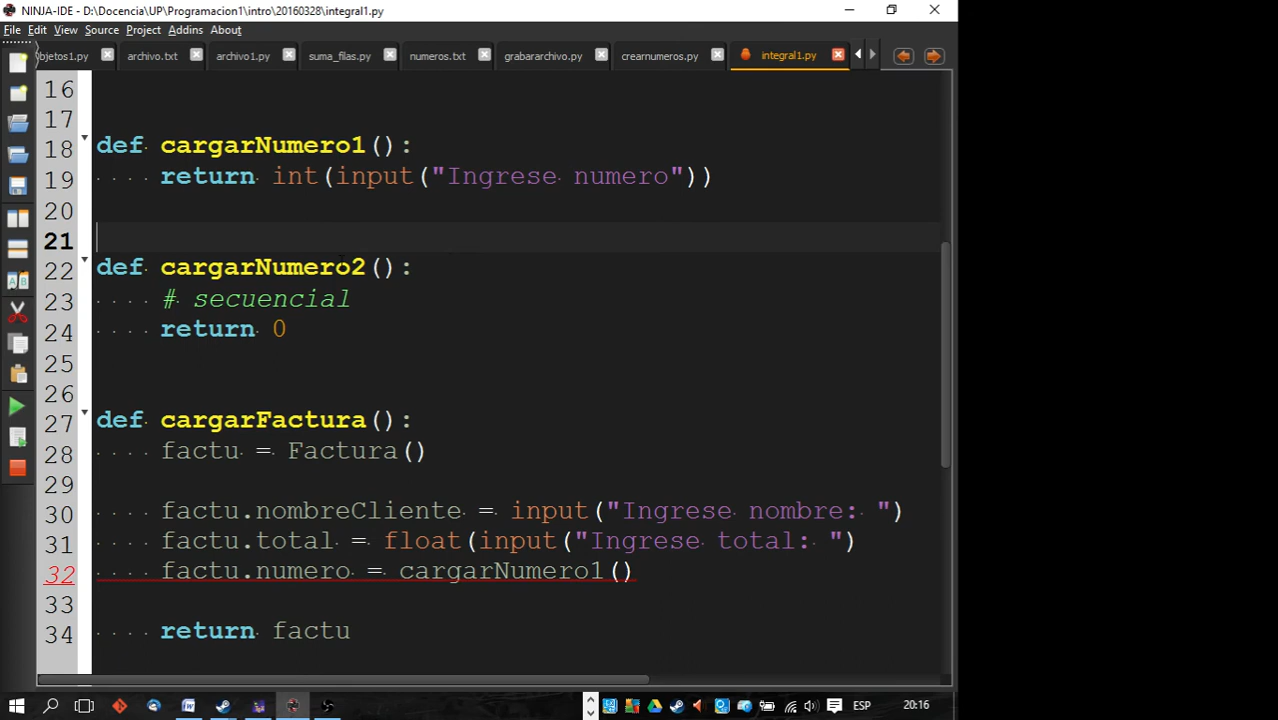 NINJA-IDE - D:\Docencia\UP\Programacion1\intro\20160328\integral1.py
File Edit View Source Project Addins About
bjetos1.py archivo.txt archivo1.py suma_filas.py numeros.txt grabararchivo.py crearnumeros.py integral1.py
16
17
18 def cargarNumero1():
19 return int(input("Ingrese numero"))
20
21
22 def cargarNumero2():
23 # secuencial
24 return 0
25
26
27 def cargarFactura():
28 factu = Factura()
29
30 factu.nombreCliente = input("Ingrese nombre: ")
31 factu.total = float(input("Ingrese total: ")
32 factu.numero = cargarNumero1()
33
34 return factu
ESP 20:16